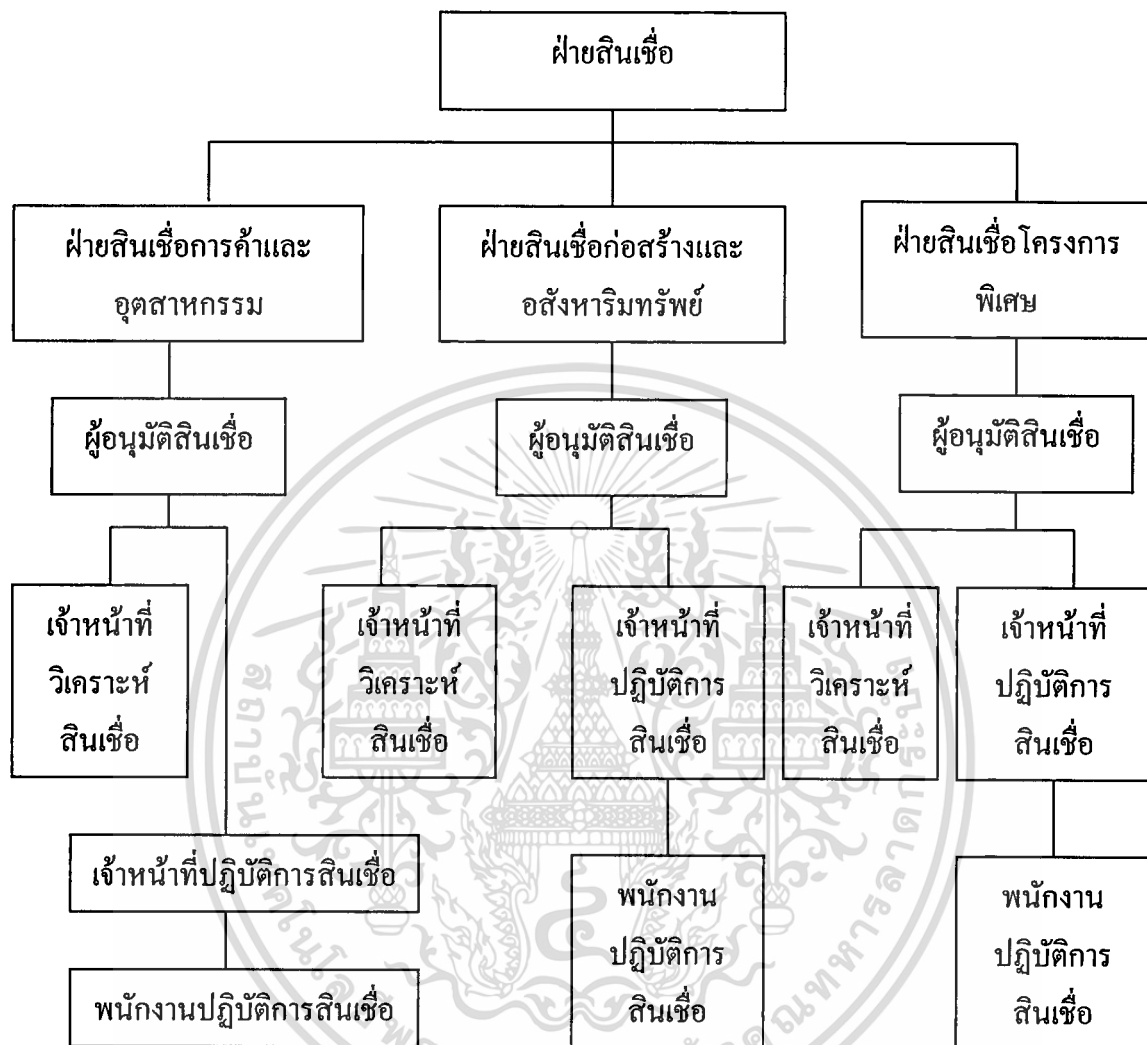 ฝ่ายสินเชื่อ
ฝ่ายสินเชื่อการค้าและ
อุตสาหกรรม
ฝ่ายสินเชื่อก่อสร้างและ
อสังหาริมทรัพย์
ฝ่ายสินเชื่อโครงการ
พิเศษ
ผู้อนุมัติสินเชื่อ
ผู้อนุมัติสินเชื่อ
ผู้อนุมัติสินเชื่อ
เจ้าหน้าที่
วิเคราะห์
สินเชื่อ
เจ้าหน้าที่
วิเคราะห์
สินเชื่อ
เจ้าหน้าที่
ปฏิบัติการ
สินเชื่อ
เจ้าหน้าที่
วิเคราะห์
สินเชื่อ
เจ้าหน้าที่
ปฏิบัติการ
สินเชื่อ
เจ้าหน้าที่ปฏิบัติการสินเชื่อ
พนักงานปฏิบัติการสินเชื่อ
พนักงาน
ปฏิบัติการ
สินเชื่อ
พนักงาน
ปฏิบัติการ
สินเชื่อ